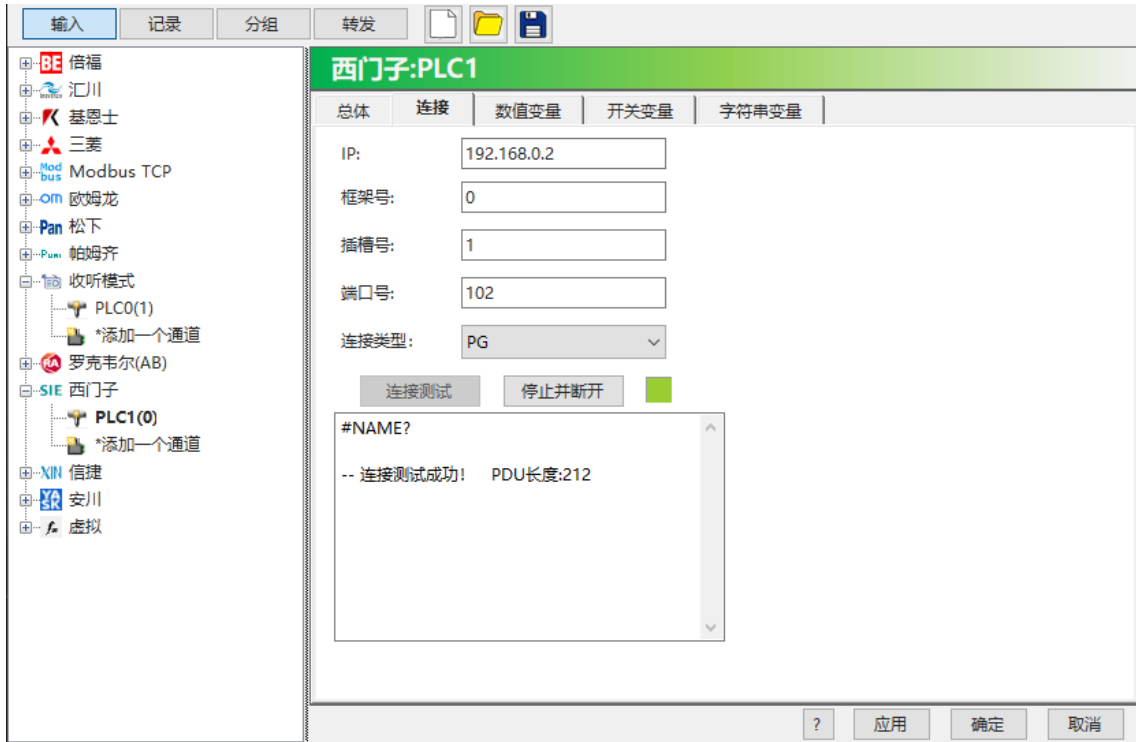 输入 记录 分组 转发
BE 倍福
汇川
基恩士
三菱
Mod bus Modbus TCP
om 欧姆龙
Pan 松下
帕姆齐
收听模式
PLC0(1)
*添加一个通道
RA 罗克韦尔(AB)
SIE 西门子
PLC1(0)
*添加一个通道
XIN 信捷
YASK 安川
虚拟
西门子:PLC1
总体 连接 数值变量 开关变量 字符串变量
IP: 192.168.0.2
框架号: 0
插槽号: 1
端口号: 102
连接类型: PG
连接测试 停止并断开
#NAME?
-- 连接测试成功! PDU长度:212
? 应用 确定 取消